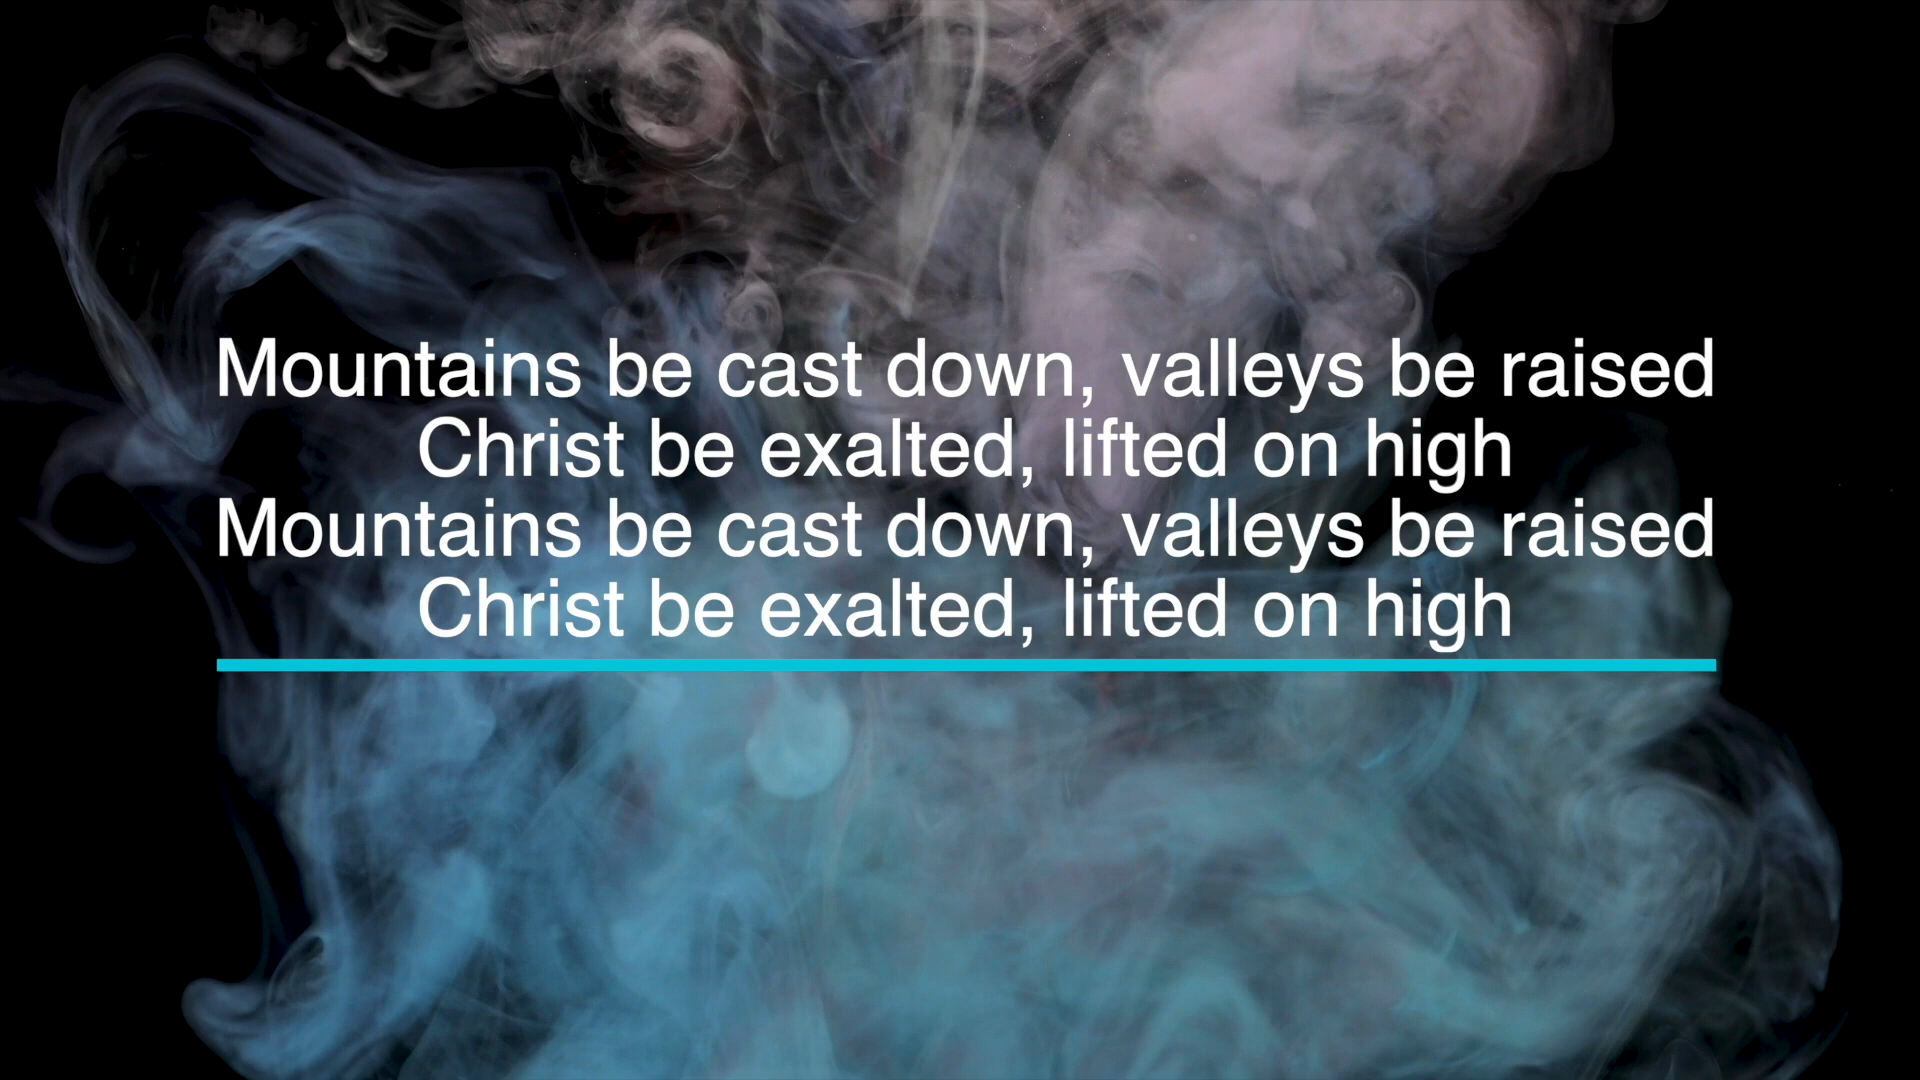 Mountains be cast down, valleys be raised
Christ be exalted, lifted on high
Mountains be cast down, valleys be raised
Christ be exalted, lifted on high